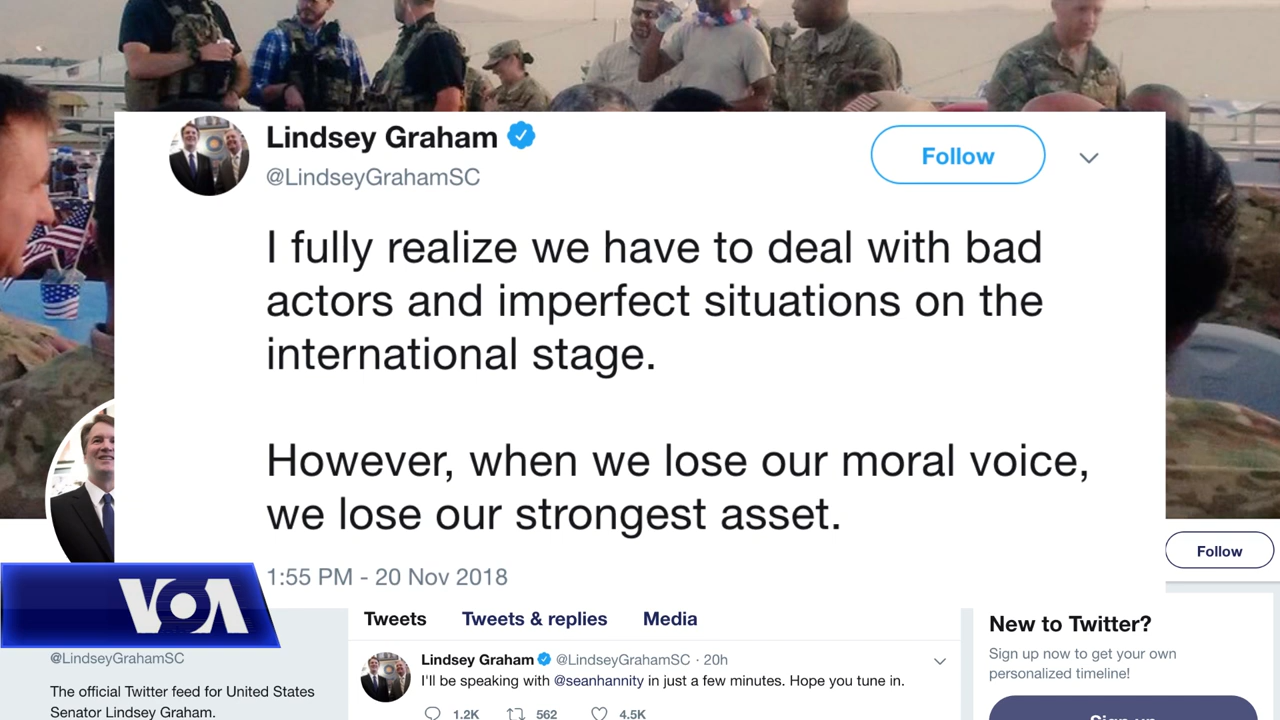 Lindsey Graham
@LindseyGrahamSC
Follow
I fully realize we have to deal with bad
actors and imperfect situations on the
international stage.
However, when we lose our moral voice,
we lose our strongest asset.
1:55 PM - 20 Nov 2018
Follow
VOA
Tweets Tweets & replies Media
@LindseyGrahamSC
The official Twitter feed for United States
Senator Lindsey Graham.
Lindsey Graham @LindseyGrahamSC · 20h
I'll be speaking with @seanhannity in just a few minutes. Hope you tune in.
1.2K 562 4.5K
New to Twitter?
Sign up now to get your own
personalized timeline!
Sign up